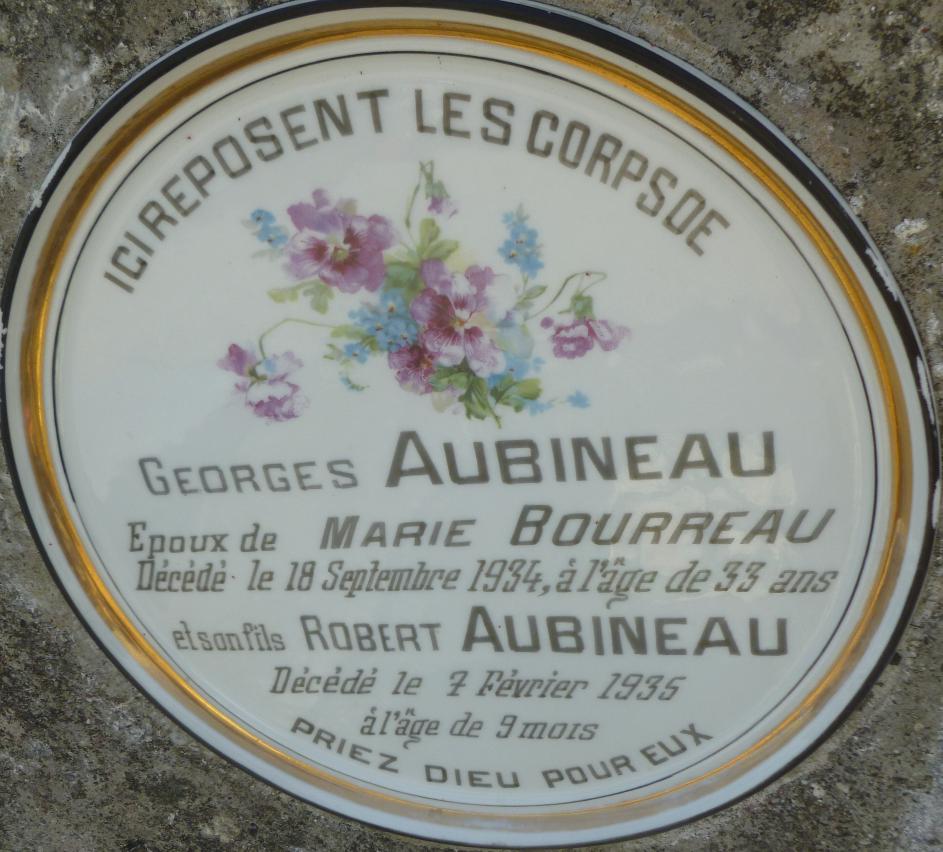 ICI REPOSENT LES CORPS DE
GEORGES AUBINEAU
Epoux de MARIE BOURREAU
Décédé le 18 Septembre 1934, à l'âge de 33 ans
et son fils ROBERT AUBINEAU
Décédé le 7 Février 1935
à l'âge de 9 mois
PRIEZ DIEU POUR EUX